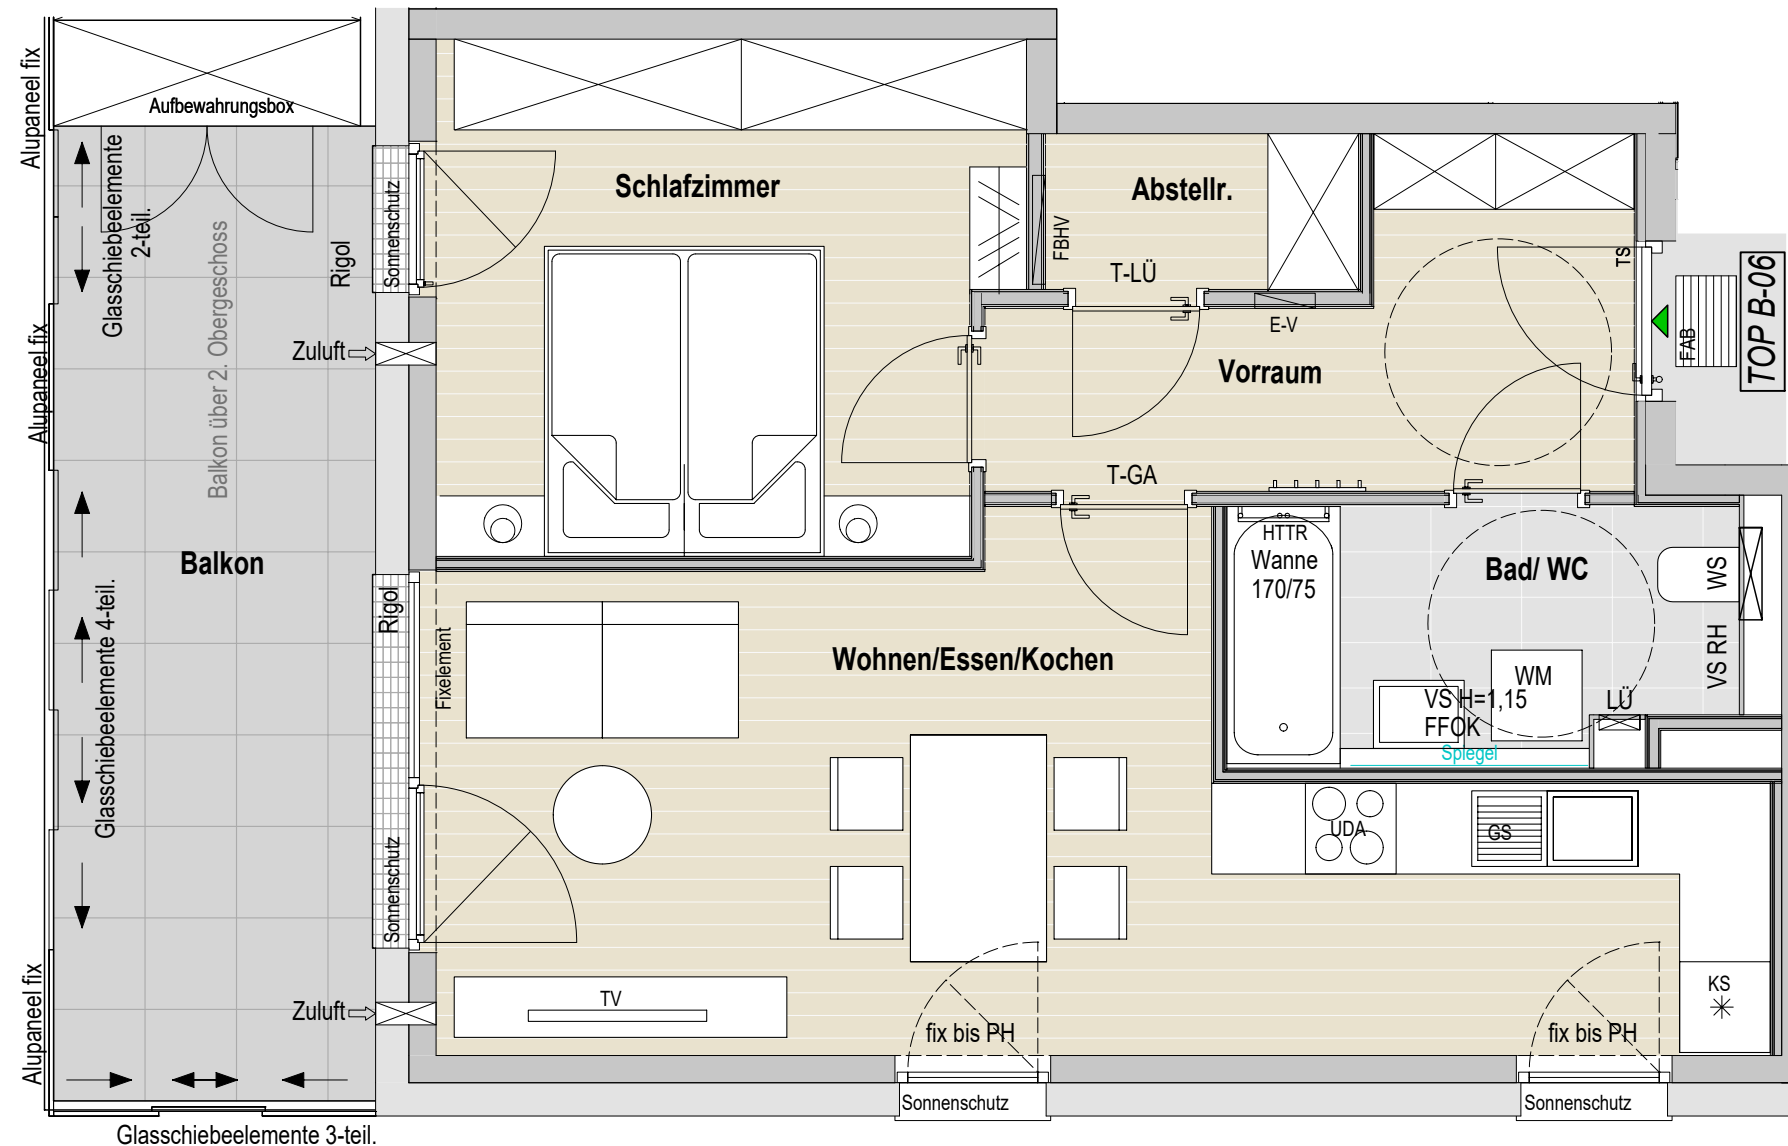 Alupaneel fix
Aufbewahrungsbox
Glasschiebeelemente
2-teil.
Balkon über 2. Obergeschoss
Rigol
Sonnenschutz
Zuluft
Alupaneel fix
Schlafzimmer
FBHV
Abstellr.
T-LÜ
E-V
TS
FAB
TOP B-06
Vorraum
T-GA
Balkon
Glasschiebeelemente 4-teil.
Rigol
Fixelement
Sonnenschutz
Wohnen/Essen/Kochen
HTTR
Wanne
170/75
Bad/ WC
WS
VS RH
WM
VS H=1,15
FFOK
LÜ
Spiegel
UDA
GS
KS
TV
Zuluft
fix bis PH
fix bis PH
Alupaneel fix
Sonnenschutz
Sonnenschutz
Glasschiebeelemente 3-teil.